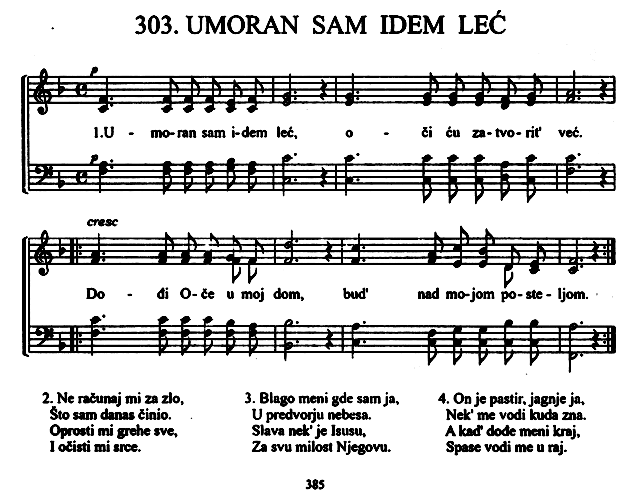 303. UMORAN SAM IDEM LEĆ
p
1.U - mo-ran sam i-dem leć, o - či ću za-tvo-rit' već.
p
cresc
Do - đi O-če u moj dom, bud' nad mo-jom po-ste-ljom.
2. Ne računaj mi za zlo,
Što sam danas činio.
Oprosti mi grehe sve,
I očisti mi srce.
3. Blago meni gde sam ja,
U predvorju nebesa.
Slava nek' je Isusu,
Za svu milost Njegovu.
4. On je pastir, jagnje ja,
Nek' me vodi kuda zna.
A kad' dođe meni kraj,
Spase vodi me u raj.
385